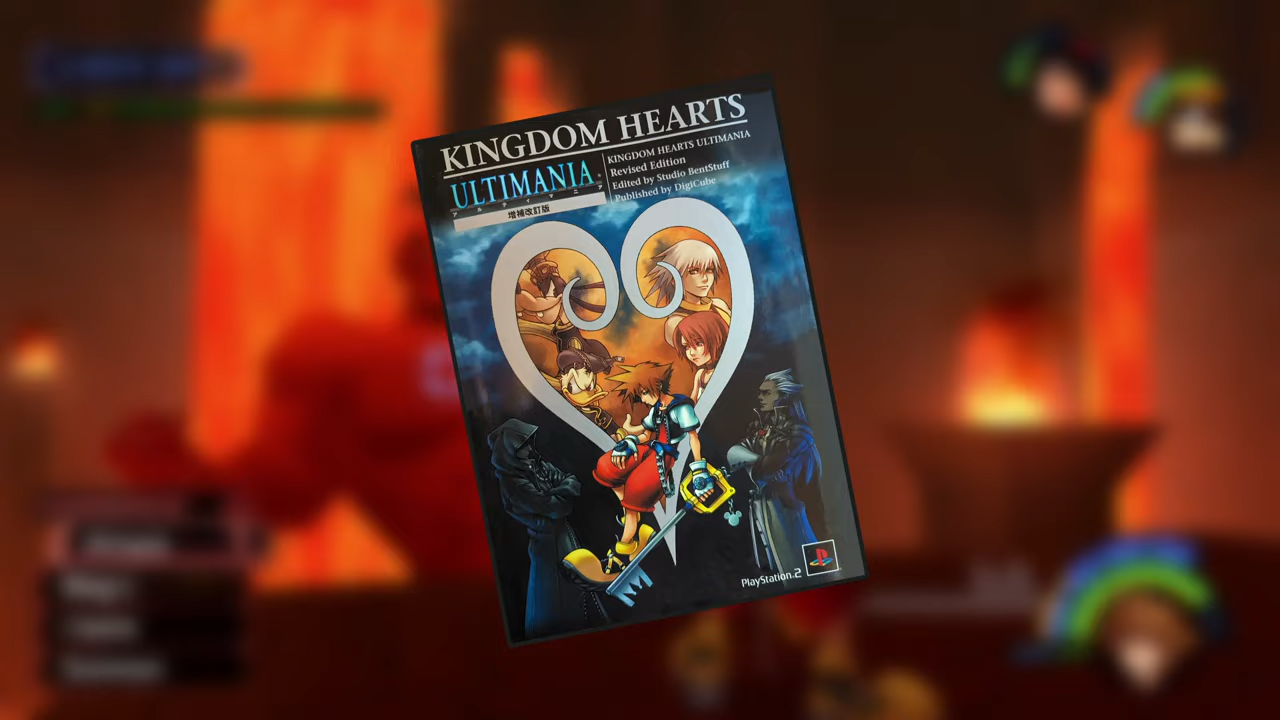 KINGDOM HEARTS
ULTIMANIA
アルティマニア
増補改訂版
KINGDOM HEARTS ULTIMANIA
Revised Edition
Edited by Studio BentStuff
Published by DigiCube
PlayStation.2